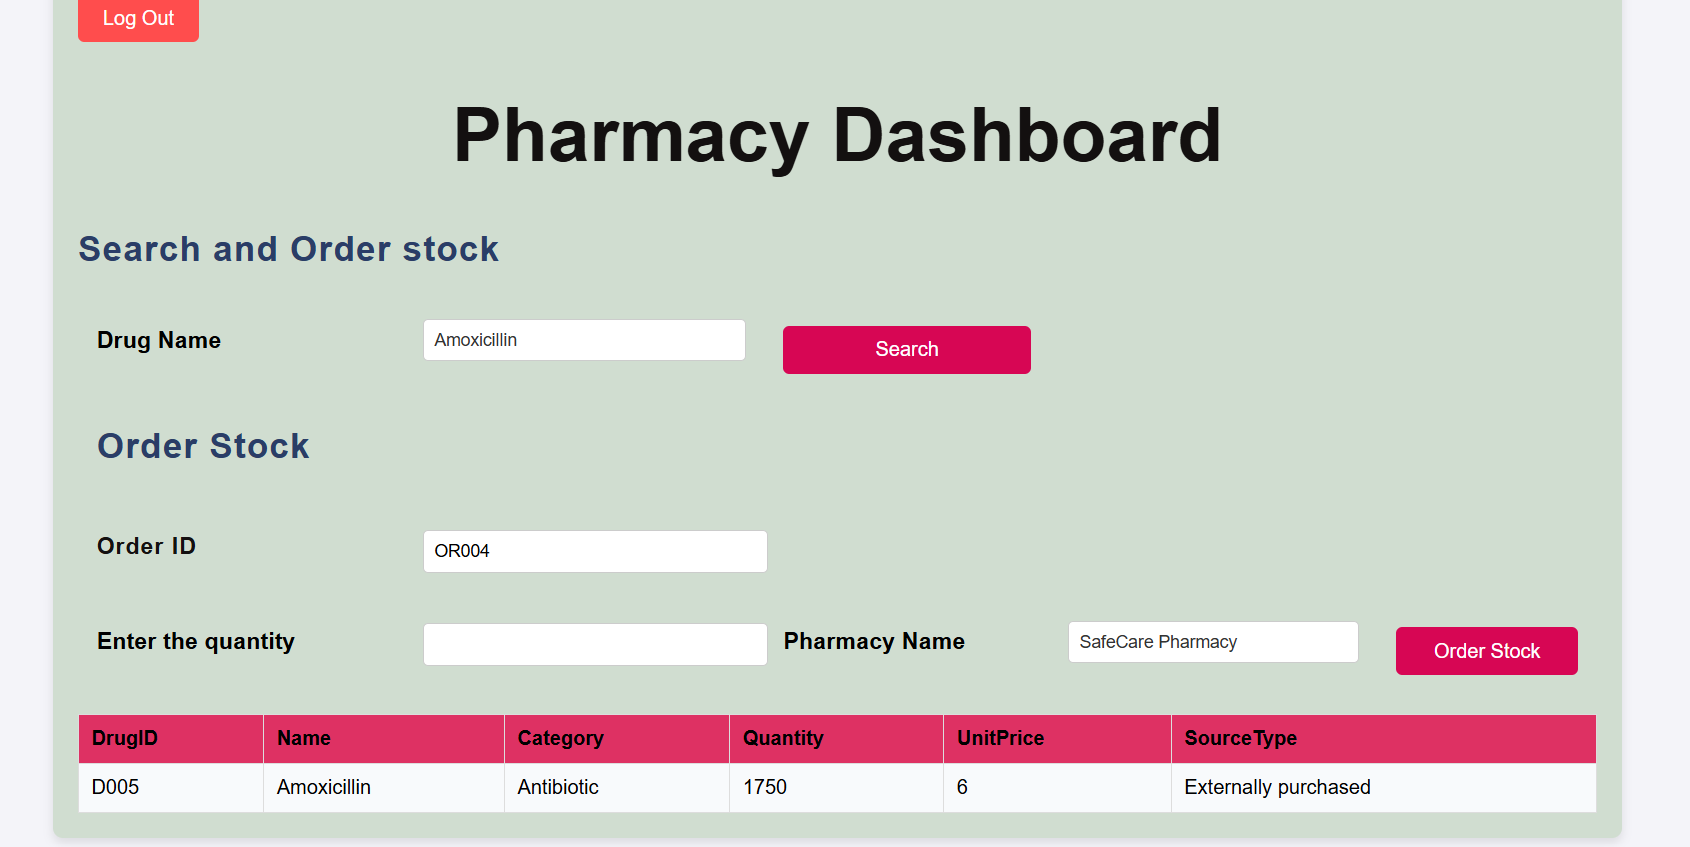 Log Out
Pharmacy Dashboard
Search and Order stock
Drug Name Amoxicillin Search
Order Stock
Order ID OR004
Enter the quantity Pharmacy Name SafeCare Pharmacy Order Stock
DrugID Name Category Quantity UnitPrice SourceType
D005 Amoxicillin Antibiotic 1750 6 Externally purchased